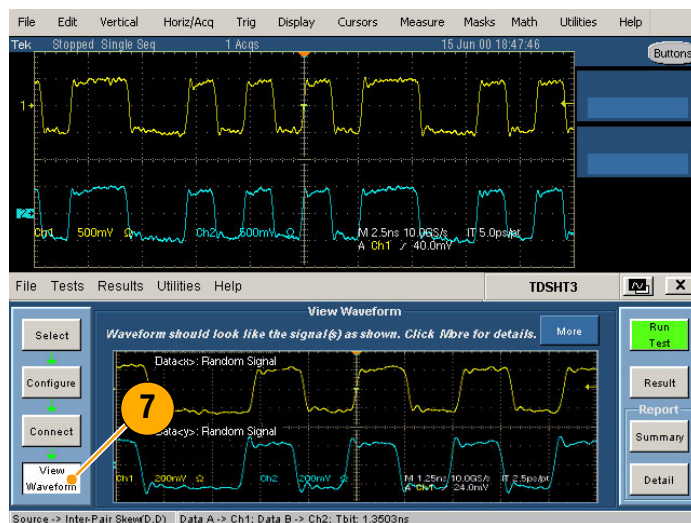 File Edit Vertical Horiz/Acq Trig Display Cursors Measure Masks Math Utilities Help
Tek Stopped Single Seq 1 Acqs 15 Jun 00 18:47:46
Buttons
1
2
Ch1 500mV Ω Ch2 500mV Ω M 2.5ns 10.0GS/s IT 5.0ps/pt
A Ch1 40.0mV
File Tests Results Utilities Help TDSHT3 X
View Waveform
Waveform should look like the signal(s) as shown. Click More for details. More
Select
Configure
Connect
View
Waveform
7
Data<x>: Random Signal
Data<y>: Random Signal
Ch1 200mV Ω Ch2 200mV Ω M 1.25ns 10.0GS/s IT 2.5ps/pt
A Ch1 24.0mV
Run
Test
Result
Report
Summary
Detail
Source -> Inter-Pair Skew(D,D) Data A -> Ch1; Data B -> Ch2; Tbit: 1.3503ns